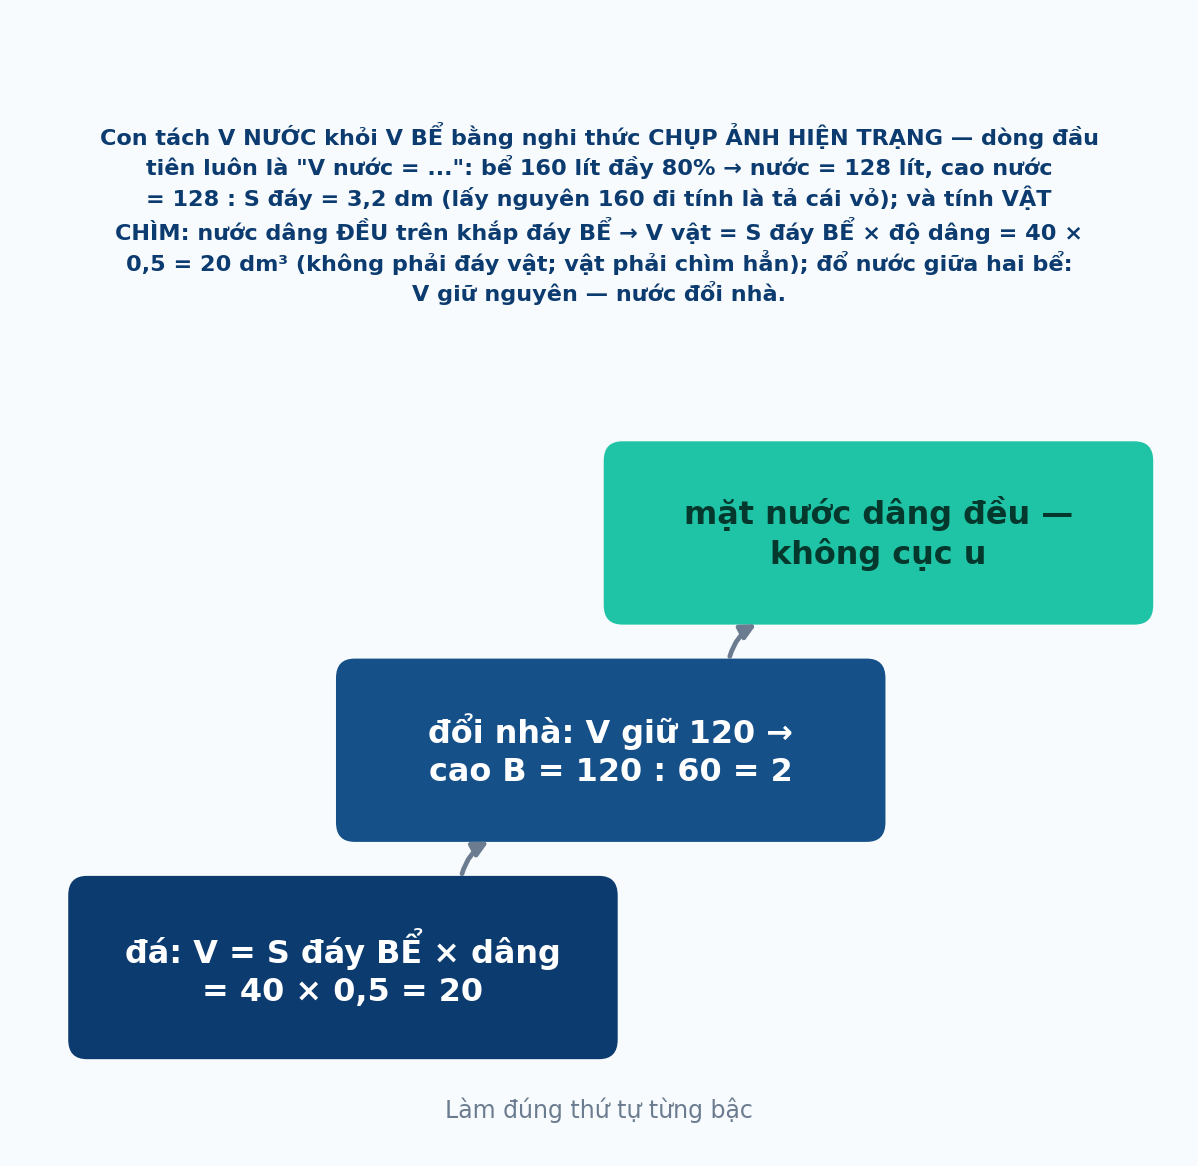 Con tách V NƯỚC khỏi V BỂ bằng nghi thức CHỤP ẢNH HIỆN TRẠNG — dòng đầu
tiên luôn là "V nước = ...": bể 160 lít đầy 80% → nước = 128 lít, cao nước
= 128 : S đáy = 3,2 dm (lấy nguyên 160 đi tính là tả cái vỏ); và tính VẬT
CHÌM: nước dâng ĐỀU trên khắp đáy BỂ → V vật = S đáy BỂ × độ dâng = 40 ×
0,5 = 20 dm³ (không phải đáy vật; vật phải chìm hẳn); đổ nước giữa hai bể:
V giữ nguyên — nước đổi nhà.
mặt nước dâng đều —
không cục u
đổi nhà: V giữ 120 →
cao B = 120 : 60 = 2
đá: V = S đáy BỂ × dâng
= 40 × 0,5 = 20
Làm đúng thứ tự từng bậc